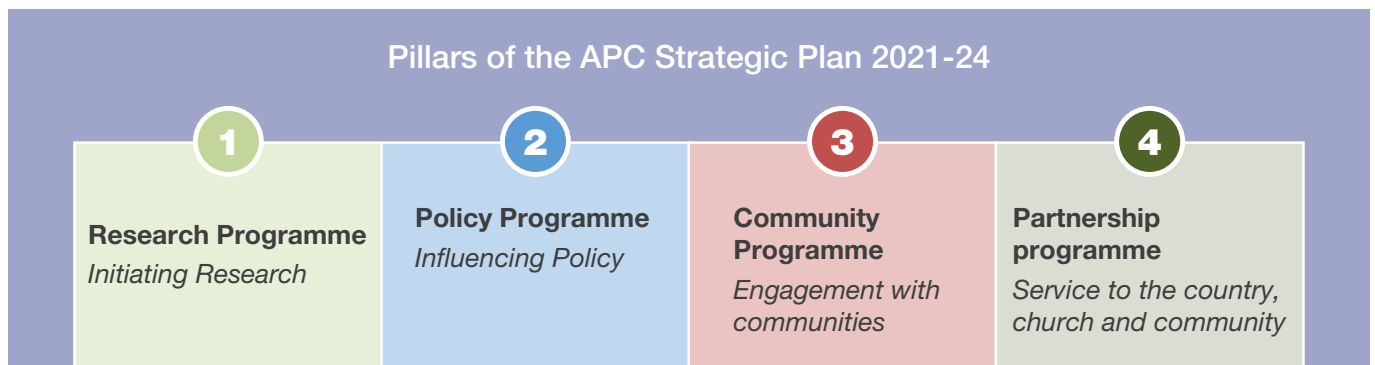 Pillars of the APC Strategic Plan 2021-24
1
Research Programme
Initiating Research
2
Policy Programme
Influencing Policy
3
Community
Programme
Engagement with
communities
4
Partnership
programme
Service to the country,
church and community